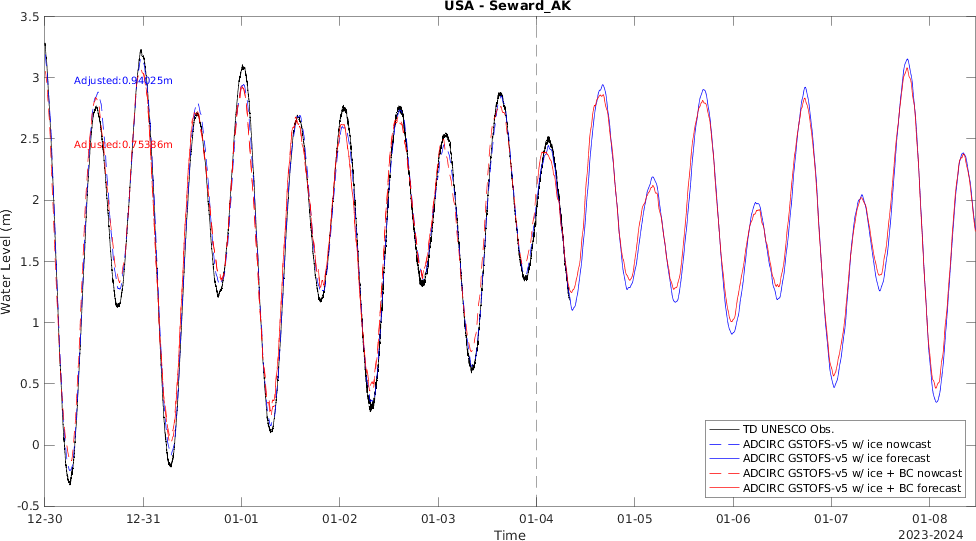 USA - Seward_AK
3.5
3
2.5
2
1.5
1
0.5
0
-0.5
Water Level (m)
Adjusted:0.94025m
Adjusted:0.75336m
TD UNESCO Obs.
ADCIRC GSTOFS-v5 w/ ice nowcast
ADCIRC GSTOFS-v5 w/ ice forecast
ADCIRC GSTOFS-v5 w/ ice + BC nowcast
ADCIRC GSTOFS-v5 w/ ice + BC forecast
12-30 12-31 01-01 01-02 01-03 01-04 01-05 01-06 01-07 01-08
Time
2023-2024